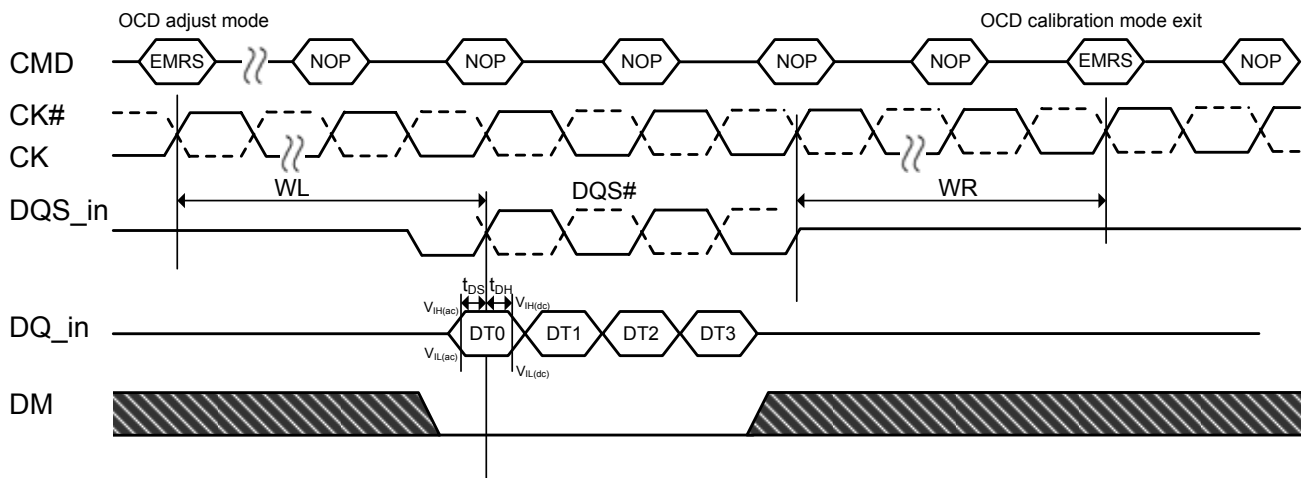 OCD adjust mode OCD calibration mode exit
CMD EMRS NOP NOP NOP NOP NOP EMRS NOP
CK#
CK
WL DQS# WR
DQS_in
tDS tDH
VIH(ac) VIH(dc)
DQ_in DT0 DT1 DT2 DT3
VIL(ac) VIL(dc)
DM